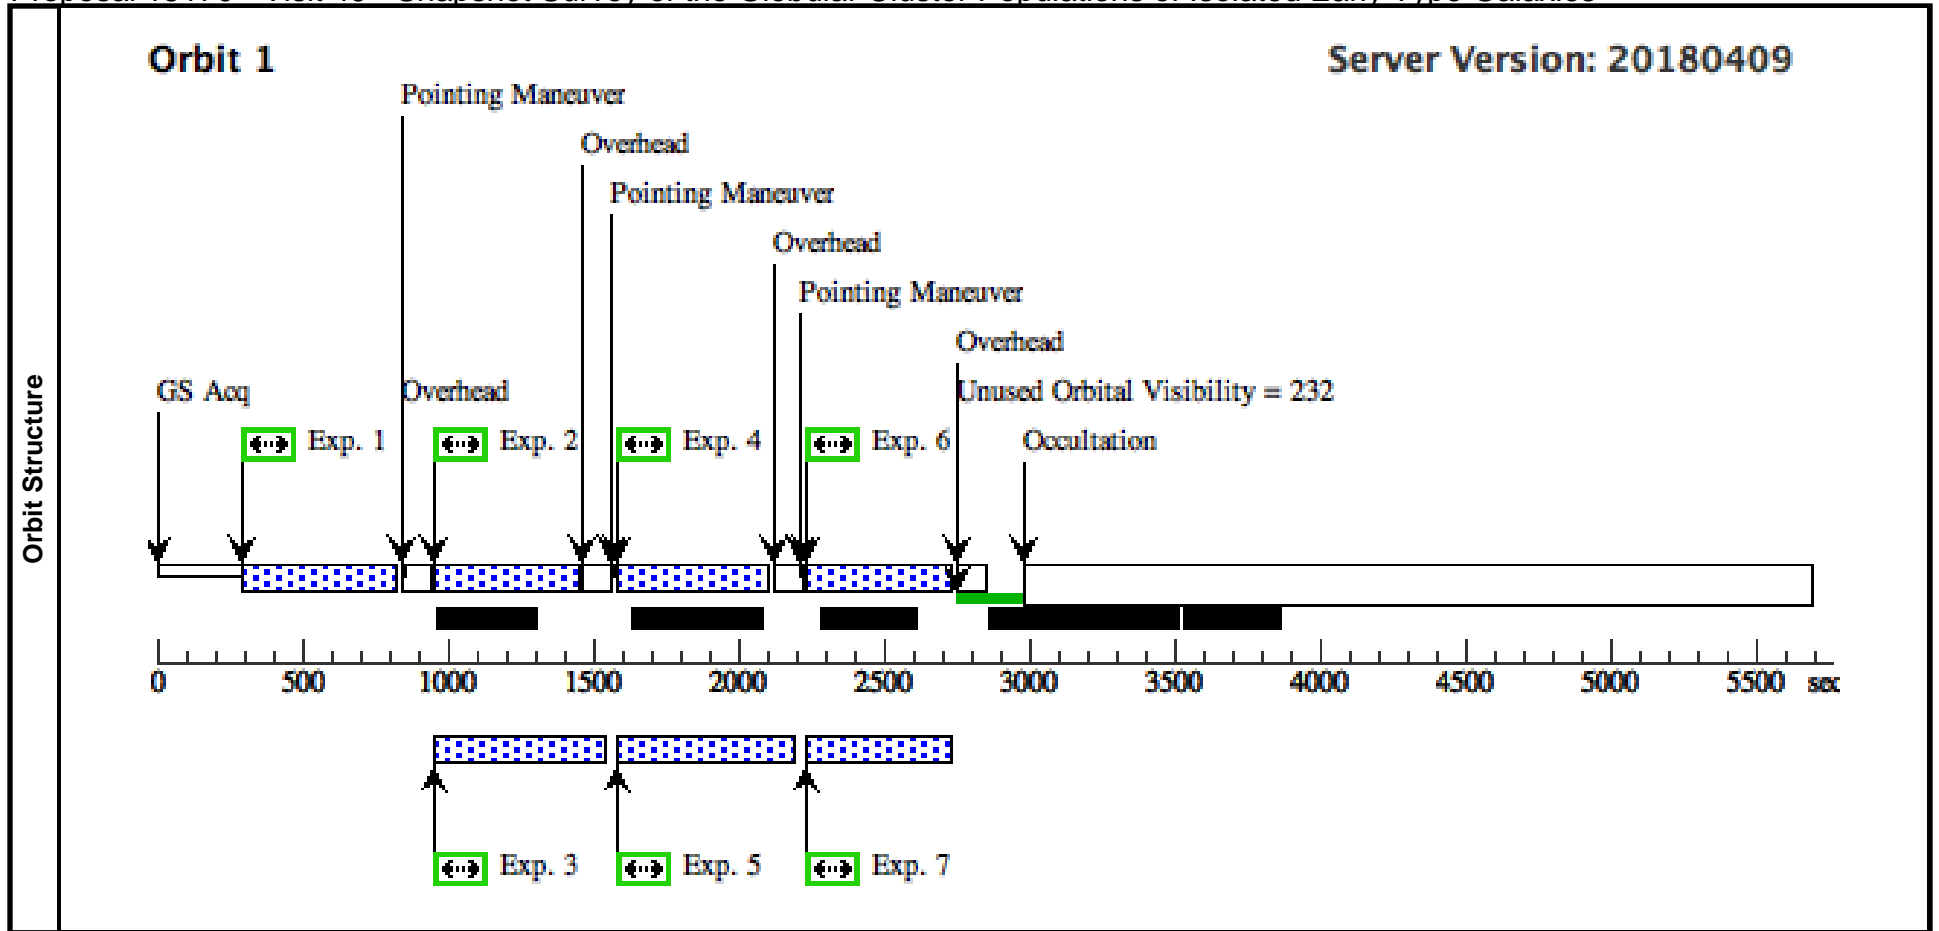 Orbit 1
Server Version: 20180409
Pointing Maneuver
Overhead
Pointing Maneuver
Overhead
Pointing Maneuver
Overhead
GS Acq
Overhead
Unused Orbital Visibility = 232
Exp. 1
Exp. 2
Exp. 4
Exp. 6
Occultation
Orbit Structure
0 500 1000 1500 2000 2500 3000 3500 4000 4500 5000 5500 sec
Exp. 3
Exp. 5
Exp. 7